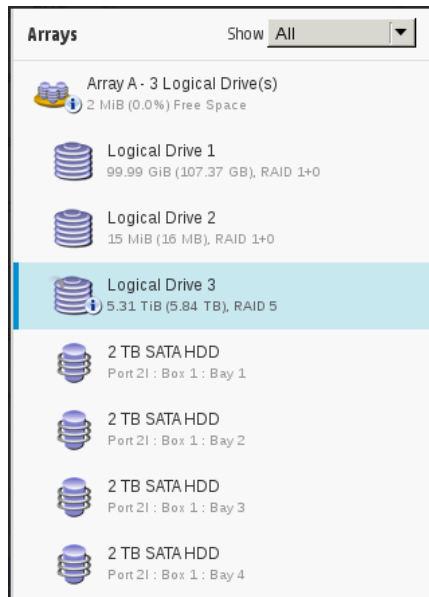 Arrays
Show All
Array A - 3 Logical Drive(s)
2 MiB (0.0%) Free Space
Logical Drive 1
99.99 GiB (107.37 GB), RAID 1+0
Logical Drive 2
15 MiB (16 MB), RAID 1+0
Logical Drive 3
5.31 TiB (5.84 TB), RAID 5
2 TB SATA HDD
Port 2I : Box 1 : Bay 1
2 TB SATA HDD
Port 2I : Box 1 : Bay 2
2 TB SATA HDD
Port 2I : Box 1 : Bay 3
2 TB SATA HDD
Port 2I : Box 1 : Bay 4